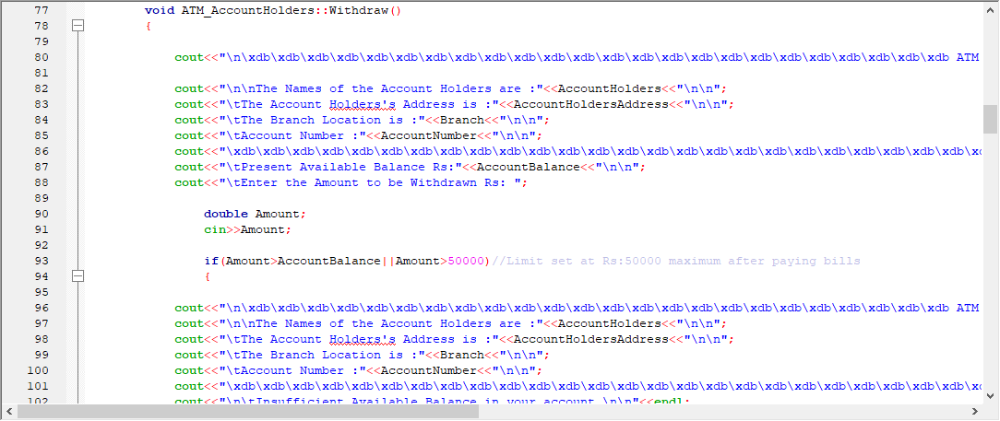 77 void ATM_AccountHolders::Withdraw()
78 {
79
80 cout<<"\n\xdb\xdb\xdb\xdb\xdb\xdb\xdb\xdb\xdb\xdb\xdb\xdb\xdb\xdb\xdb\xdb\xdb\xdb\xdb\xdb\xdb\xdb\xdb\xdb ATM
81
82 cout<<"\n\nThe Names of the Account Holders are :"<<AccountHolders<<"\n\n";
83 cout<<"\tThe Account Holders's Address is :"<<AccountHoldersAddress<<"\n\n";
84 cout<<"\tThe Branch Location is :"<<Branch<<"\n\n";
85 cout<<"\tAccount Number :"<<AccountNumber<<"\n\n";
86 cout<<"\xdb\xdb\xdb\xdb\xdb\xdb\xdb\xdb\xdb\xdb\xdb\xdb\xdb\xdb\xdb\xdb\xdb\xdb\xdb\xdb\xdb\xdb\xdb\xdb\xdb\x
87 cout<<"\tPresent Available Balance Rs:"<<AccountBalance<<"\n\n";
88 cout<<"\tEnter the Amount to be Withdrawn Rs: ";
89
90 double Amount;
91 cin>>Amount;
92
93 if(Amount>AccountBalance||Amount>50000)//Limit set at Rs:50000 maximum after paying bills
94 {
95
96 cout<<"\n\xdb\xdb\xdb\xdb\xdb\xdb\xdb\xdb\xdb\xdb\xdb\xdb\xdb\xdb\xdb\xdb\xdb\xdb\xdb\xdb\xdb\xdb\xdb\xdb ATM
97 cout<<"\n\nThe Names of the Account Holders are :"<<AccountHolders<<"\n\n";
98 cout<<"\tThe Account Holders's Address is :"<<AccountHoldersAddress<<"\n\n";
99 cout<<"\tThe Branch Location is :"<<Branch<<"\n\n";
100 cout<<"\tAccount Number :"<<AccountNumber<<"\n\n";
101 cout<<"\xdb\xdb\xdb\xdb\xdb\xdb\xdb\xdb\xdb\xdb\xdb\xdb\xdb\xdb\xdb\xdb\xdb\xdb\xdb\xdb\xdb\xdb\xdb\xdb\xdb\x
102 cout<<"\n\tInsufficient Available Balance in your account \n\n"<<endl;